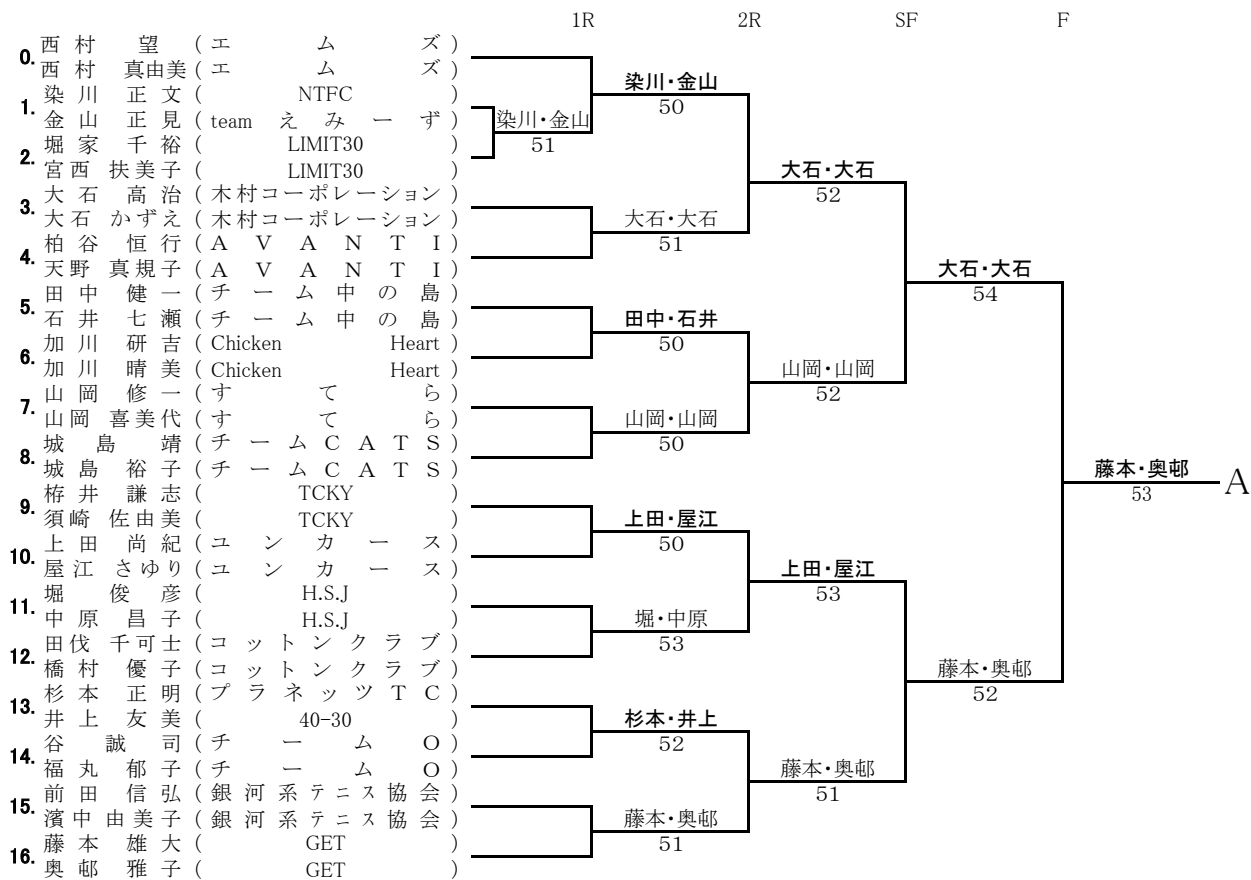 1R 2R SF F
0. 西村 望 (エムズ)
西村 真由美 (エムズ)
1. 染川 正文 (NTFC)
金山 正見 (team えみーず)
2. 堀家 千裕 (LIMIT30)
宮西 扶美子 (LIMIT30)
3. 大石 高治 (木村コーポレーション)
大石 かずえ (木村コーポレーション)
4. 柏谷 恒行 (AVANTI)
天野 真規子 (AVANTI)
5. 田中 健一 (チーム中の島)
石井 七瀬 (チーム中の島)
6. 加川 研吉 (Chicken Heart)
加川 晴美 (Chicken Heart)
7. 山岡 修一 (すてら)
山岡 喜美代 (すてら)
8. 城島 靖 (チームCATS)
城島 裕子 (チームCATS)
9. 栫井 謙志 (TCKY)
須崎 佐由美 (TCKY)
10. 上田 尚紀 (ユンカース)
屋江 さゆり (ユンカース)
11. 堀 俊彦 (H.S.J)
中原 昌子 (H.S.J)
12. 田伐 千可士 (コットンクラブ)
橋村 優子 (コットンクラブ)
13. 杉本 正明 (プラネッツTC)
井上 友美 (40-30)
14. 谷 誠司 (チームO)
福丸 郁子 (チームO)
15. 前田 信弘 (銀河系テニス協会)
濱中 由美子 (銀河系テニス協会)
16. 藤本 雄大 (GET)
奥邨 雅子 (GET)
染川・金山
51
染川・金山
50
大石・大石
51
田中・石井
50
山岡・山岡
50
上田・屋江
50
堀・中原
53
杉本・井上
52
藤本・奥邨
51
大石・大石
52
山岡・山岡
52
上田・屋江
53
藤本・奥邨
51
大石・大石
54
藤本・奥邨
52
藤本・奥邨
53
A